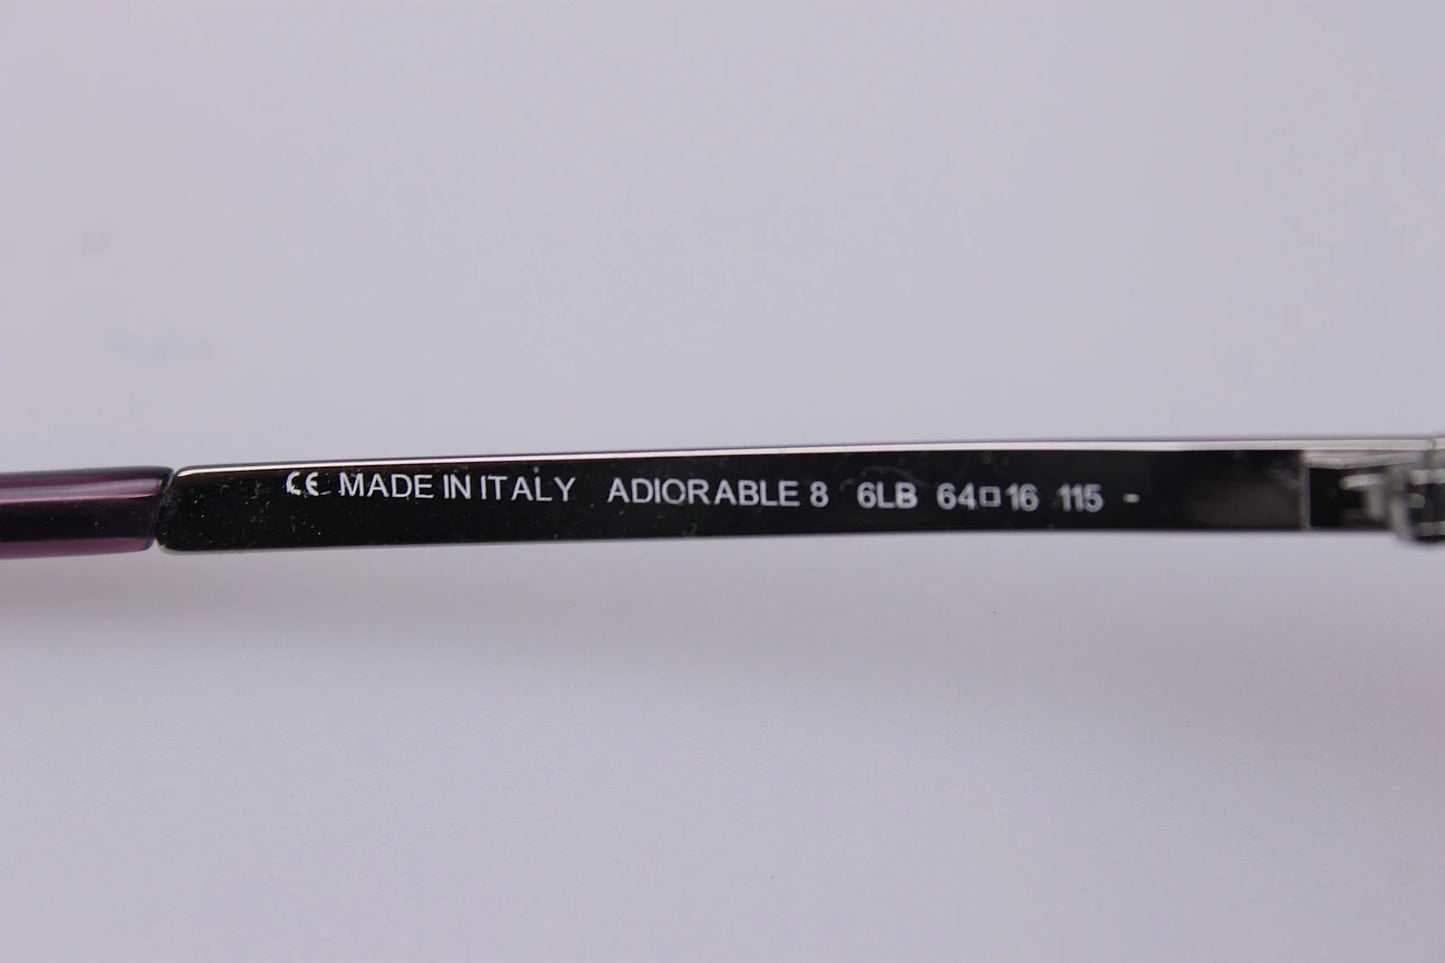 CE MADE IN ITALY ADIORABLE 8 6LB 64□16 115 -